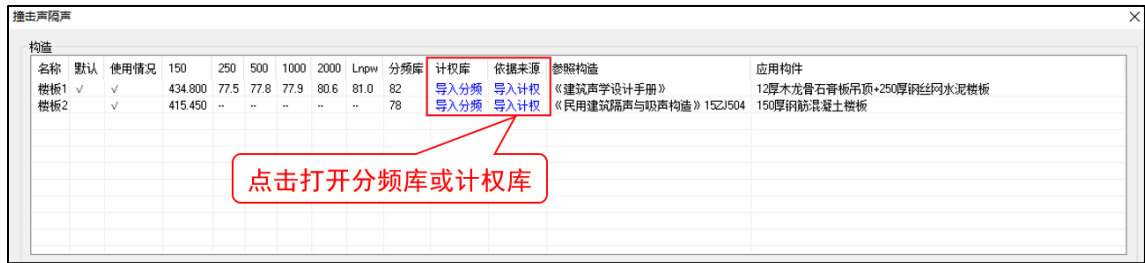 撞击声隔声
构造
名称 默认 使用情况 150 250 500 1000 2000 Lnpw 分频库 计权库 依据来源 参照构造 应用构件
楼板1 √ √ 434.800 77.5 77.8 77.9 80.6 81.0 82 导入分频 导入计权 《建筑声学设计手册》 12厚木龙骨石膏板吊顶+250厚钢丝网水泥楼板
楼板2 √ 415.450 -- -- -- -- -- 78 导入分频 导入计权 《民用建筑隔声与吸声构造》15ZJ504 150厚钢筋混凝土楼板
点击打开分频库或计权库